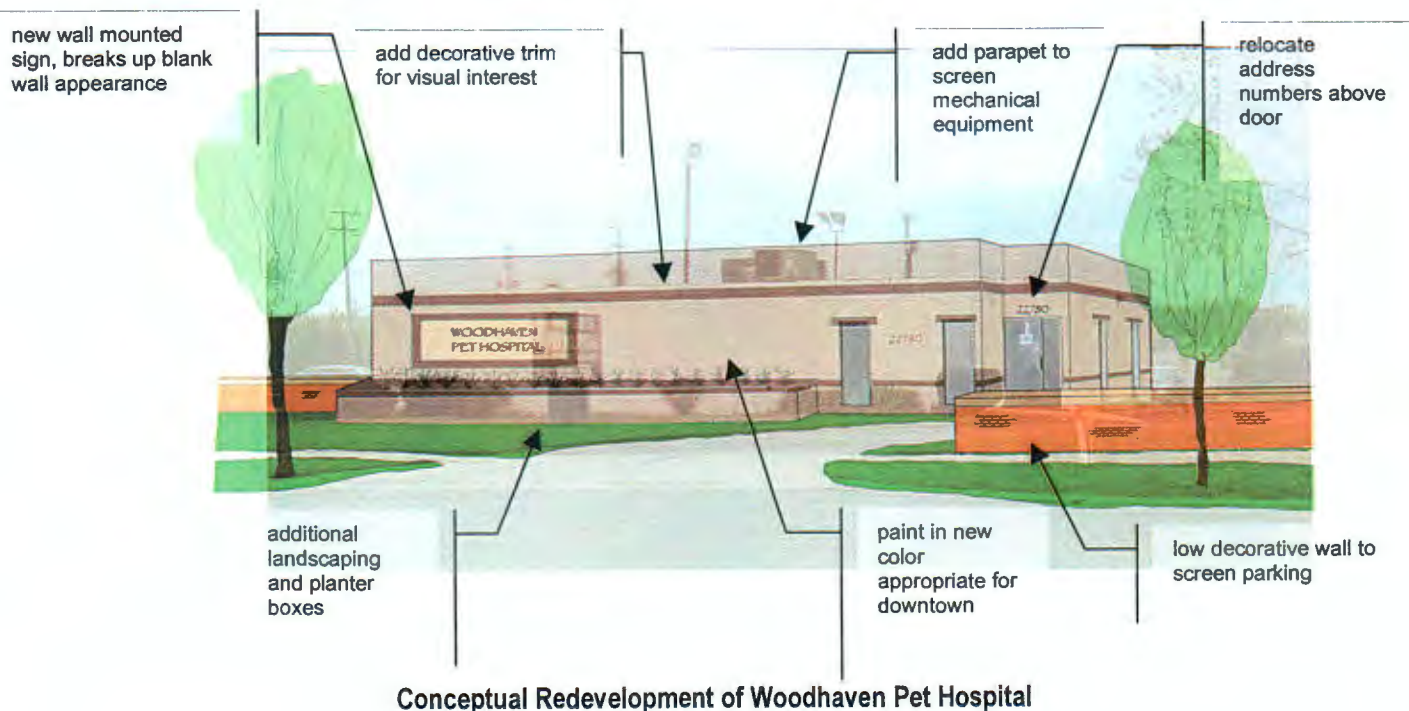 new wall mounted
sign, breaks up blank
wall appearance
add decorative trim
for visual interest
add parapet to
screen
mechanical
equipment
relocate
address
numbers above
door
WOODHAVEN
PET HOSPITAL
22780
22780
additional
landscaping
and planter
boxes
paint in new
color
appropriate for
downtown
low decorative wall to
screen parking
Conceptual Redevelopment of Woodhaven Pet Hospital